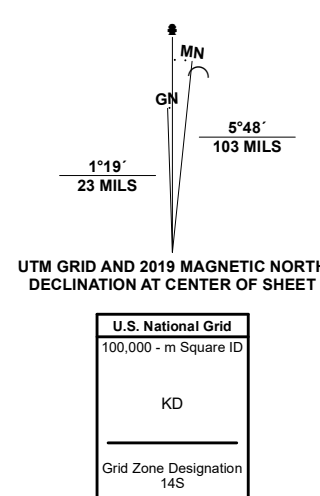 MN
GN
5°48´
103 MILS
1°19´
23 MILS
UTM GRID AND 2019 MAGNETIC NORTH
DECLINATION AT CENTER OF SHEET
U.S. National Grid
100,000 - m Square ID
KD
Grid Zone Designation
14S